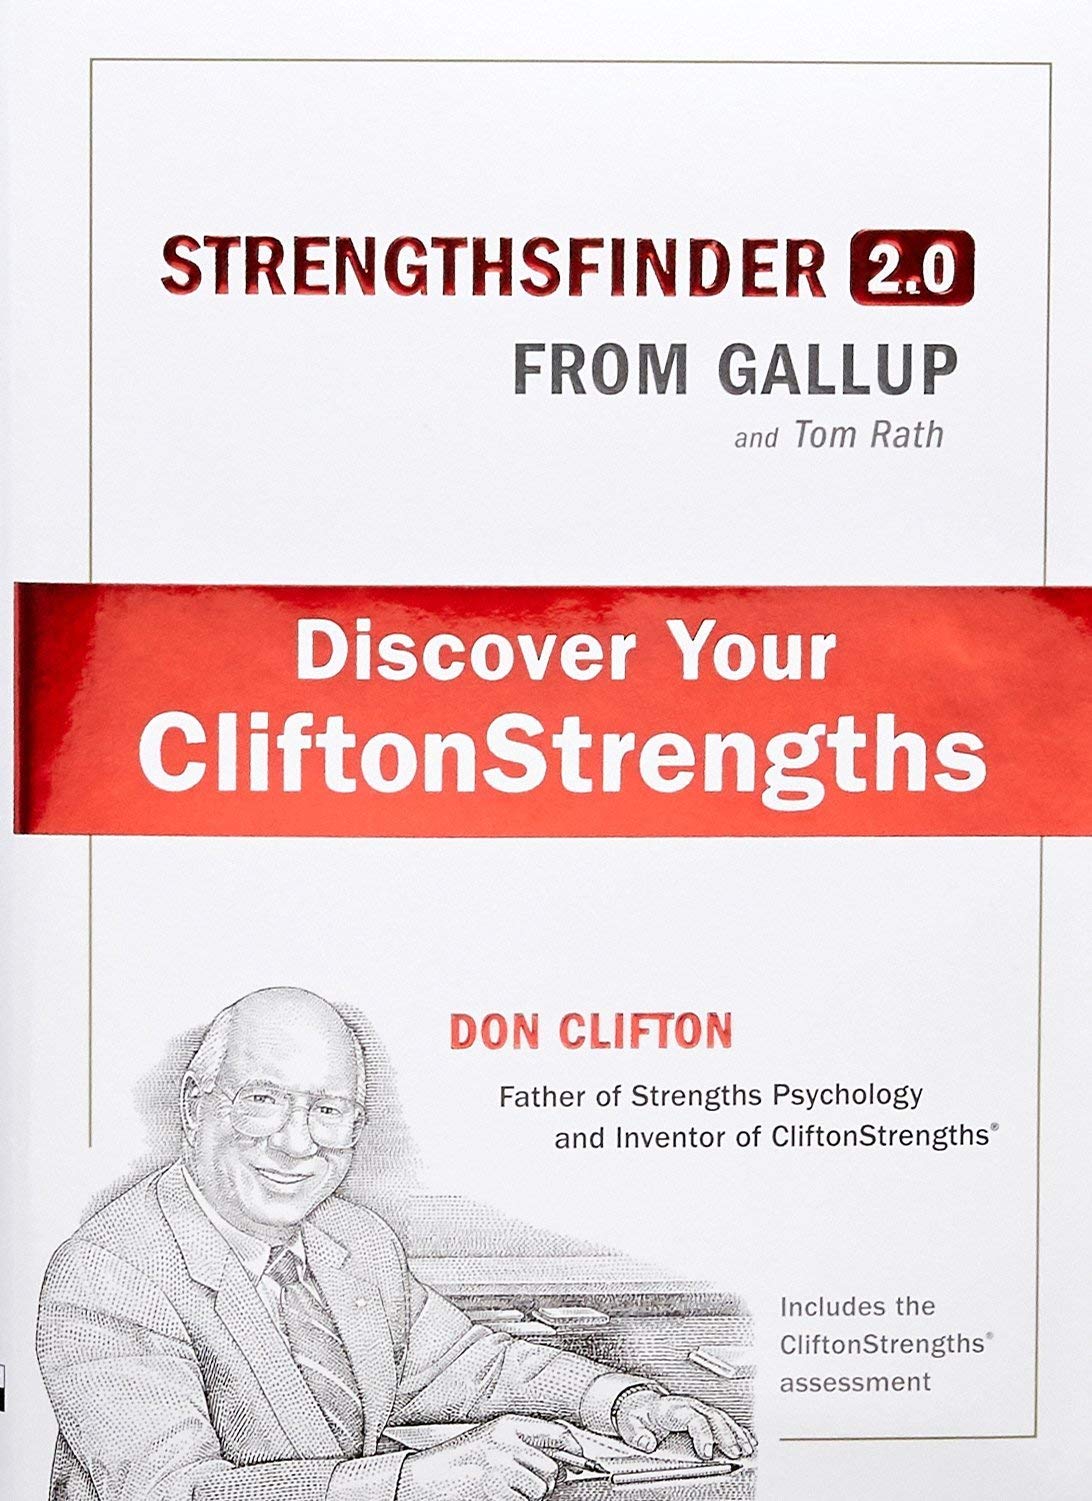 STRENGTHSFINDER 2.0
FROM GALLUP
and Tom Rath
Discover Your
CliftonStrengths
DON CLIFTON
Father of Strengths Psychology
and Inventor of CliftonStrengths®
Includes the
CliftonStrengths®
assessment